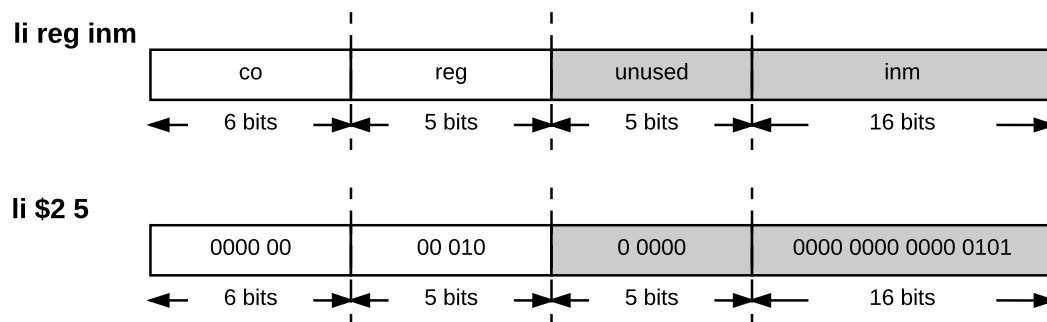 li reg inm
co reg unused inm
6 bits 5 bits 5 bits 16 bits
li $2 5
0000 00 00 010 0 0000 0000 0000 0000 0101
6 bits 5 bits 5 bits 16 bits